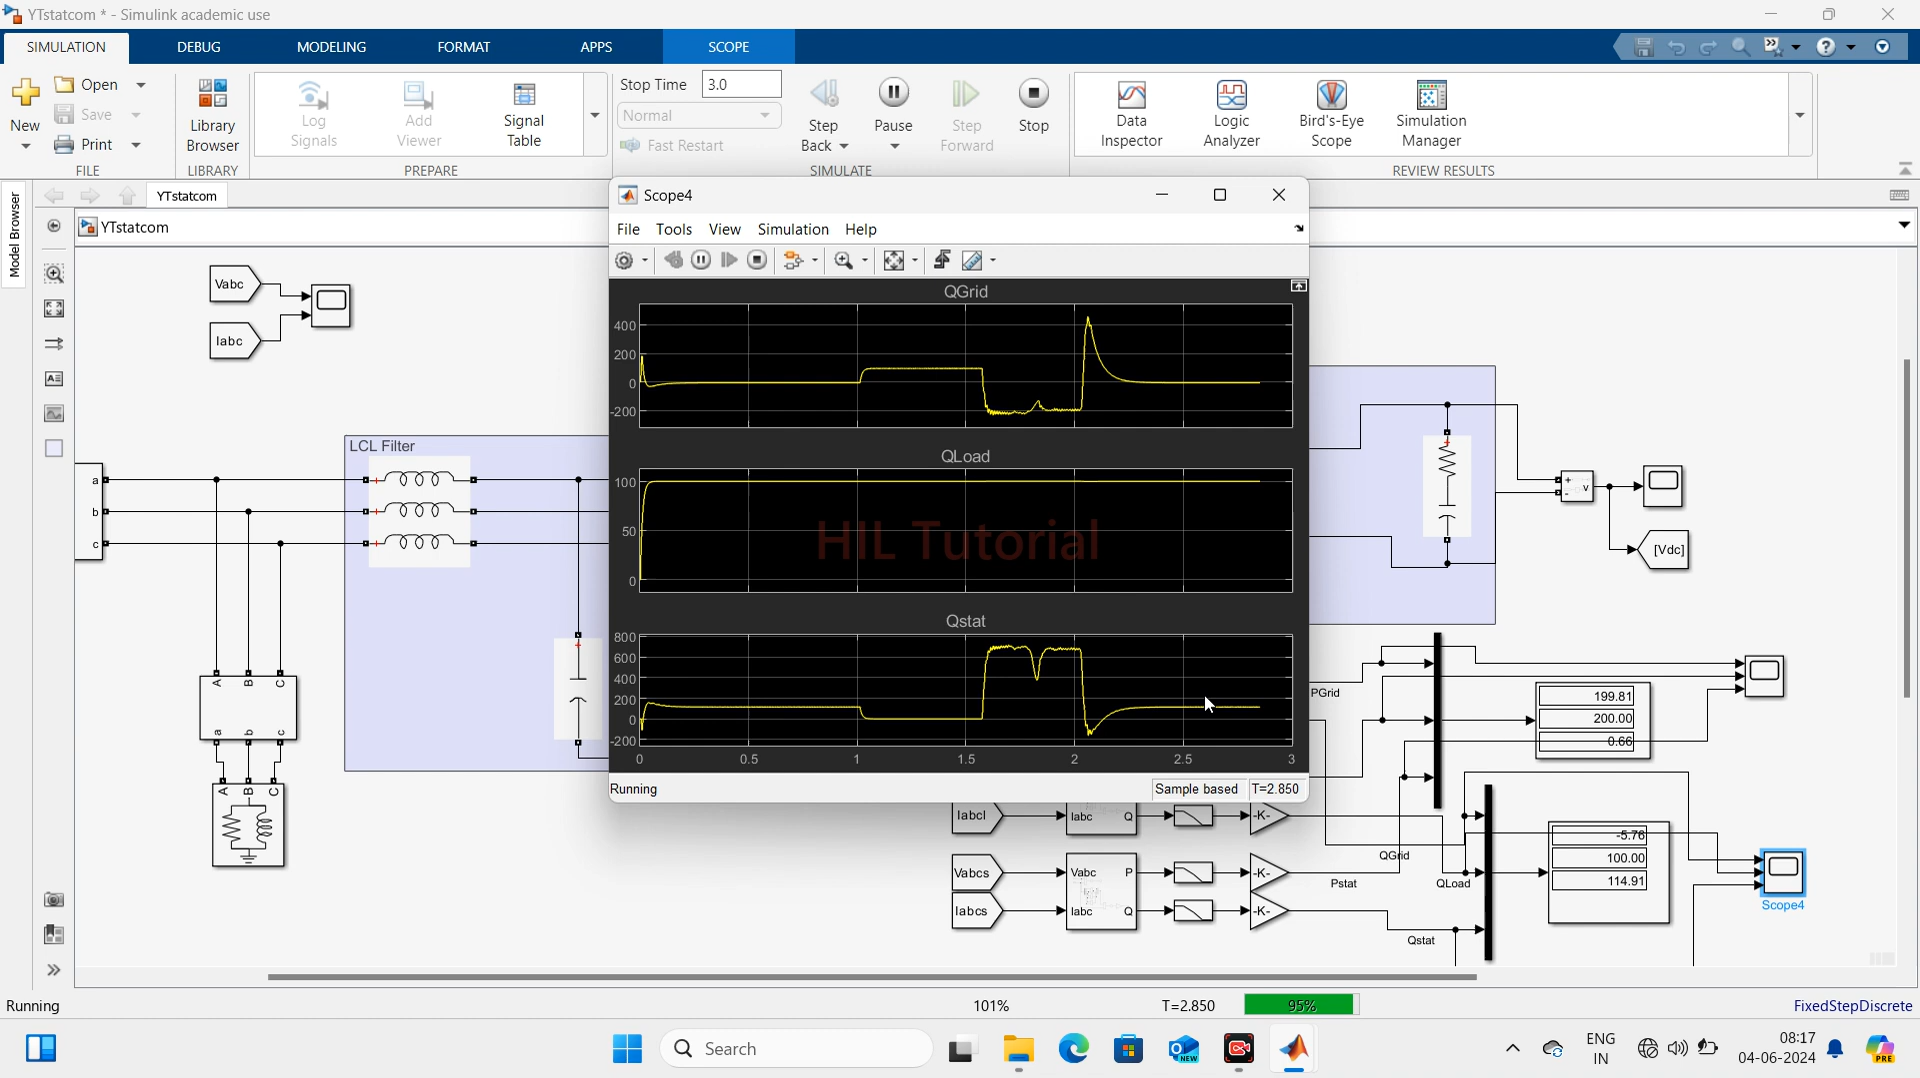 YTstatcom * - Simulink academic use
SIMULATION DEBUG MODELING FORMAT APPS SCOPE
New
Open
Save
Print
FILE
Library Browser
LIBRARY
Log Signals
Add Viewer
Signal Table
PREPARE
Stop Time 3.0
Normal
Fast Restart
Step Back
Pause
Step Forward
Stop
SIMULATE
Data Inspector
Logic Analyzer
Bird's-Eye Scope
Simulation Manager
REVIEW RESULTS
Model Browser
YTstatcom
YTstatcom
Vabc
Iabc
LCL Filter
a
b
c
A B C
a b c
A B C
Scope4
File Tools View Simulation Help
QGrid
400
200
0
-200
QLoad
100
50
0
HIL Tutorial
Qstat
800
600
400
200
0
-200
0 0.5 1 1.5 2 2.5 3
Running
Sample based T=2.850
+
-
v
[Vdc]
PGrid
199.81
200.00
0.66
Iabcl
Iabc Q
-K-
QGrid
Vabcs
Vabc P
-K-
Pstat
QLoad
Iabcs
Iabc Q
-K-
Qstat
-5.76
100.00
114.91
Scope4
Running 101% T=2.850 95% FixedStepDiscrete
Search
NEW
ENG
IN
08:17
04-06-2024
PRE